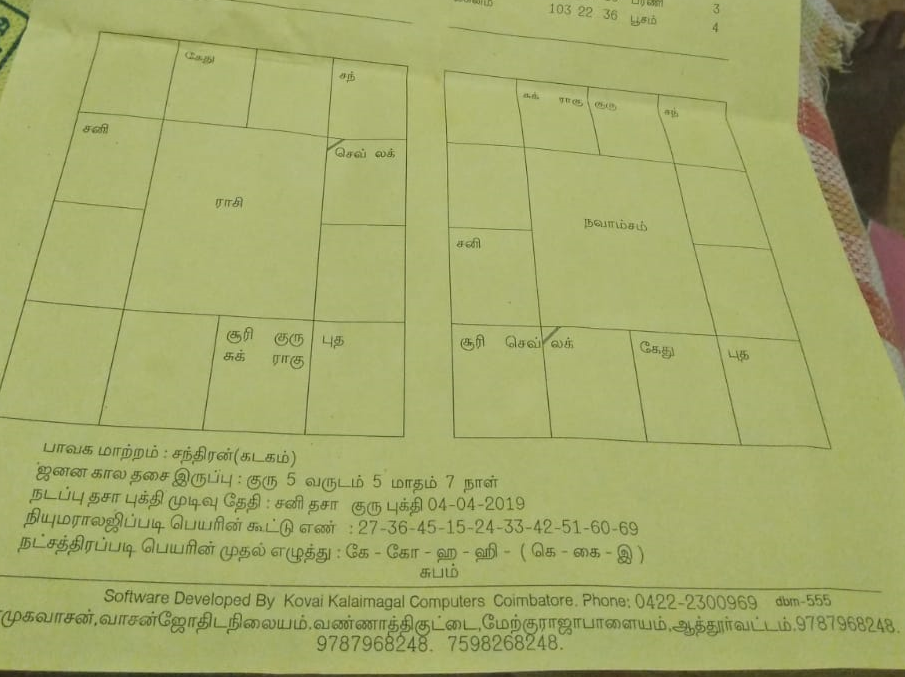 103 22 36 பூசம் 4
3
கேது சந்
சனி செவ் லக்
ராசி
சூரி குரு புத
சுக் ராகு
சுக் ராகு குரு சந்
நவாம்சம்
சனி
சூரி செவ் லக் கேது புத
பாவக மாற்றம் : சந்திரன்(கடகம்)
ஜனன கால தசை இருப்பு : குரு 5 வருடம் 5 மாதம் 7 நாள்
நடப்பு தசா புக்தி முடிவு தேதி : சனி தசா குரு புக்தி 04-04-2019
நியுமராலஜிப்படி பெயரின் கூட்டு எண் : 27-36-45-15-24-33-42-51-60-69
நட்சத்திரப்படி பெயரின் முதல் எழுத்து : கே - கோ - ஹ - ஹி - ( கெ - கை - இ )
சுபம்
Software Developed By Kovai Kalaimagal Computers Coimbatore. Phone: 0422-2300969 dbm-555
முகவாசன்,வாசன்ஜோதிடநிலையம்.வண்ணாத்திகுட்டை,மேற்குராஜாபாளையம்,ஆத்தூர்வட்டம்.9787968248.
9787968248. 7598268248.